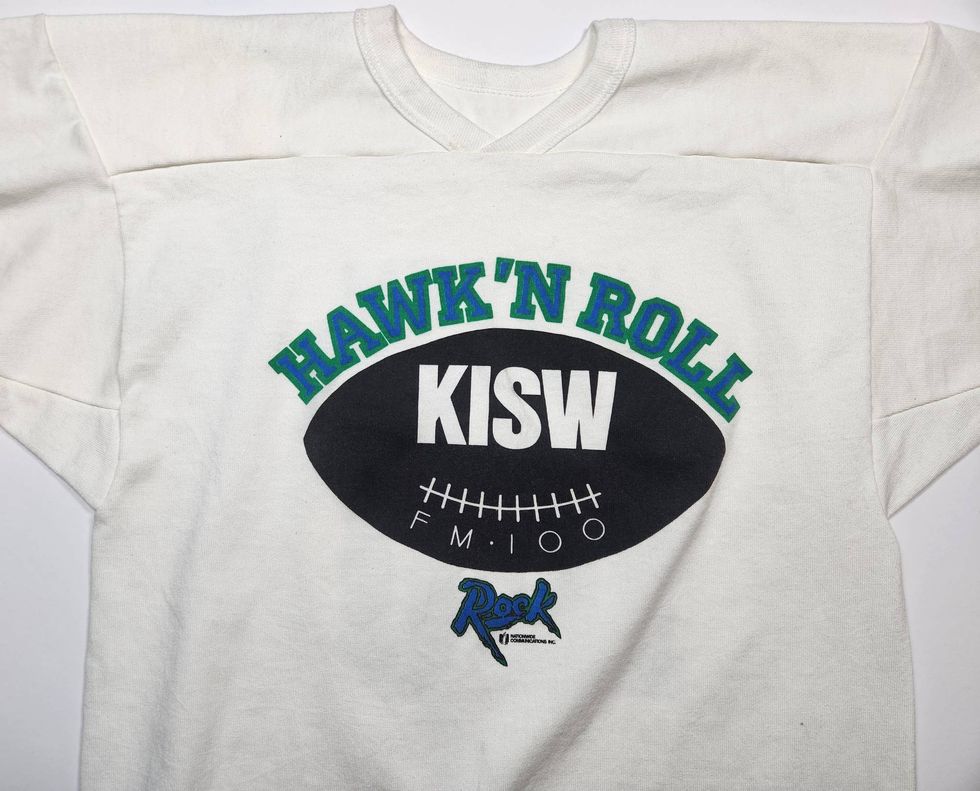 HAWK 'N ROLL
KISW
FM·100
Rock
NATIONWIDE
COMMUNICATIONS INC.